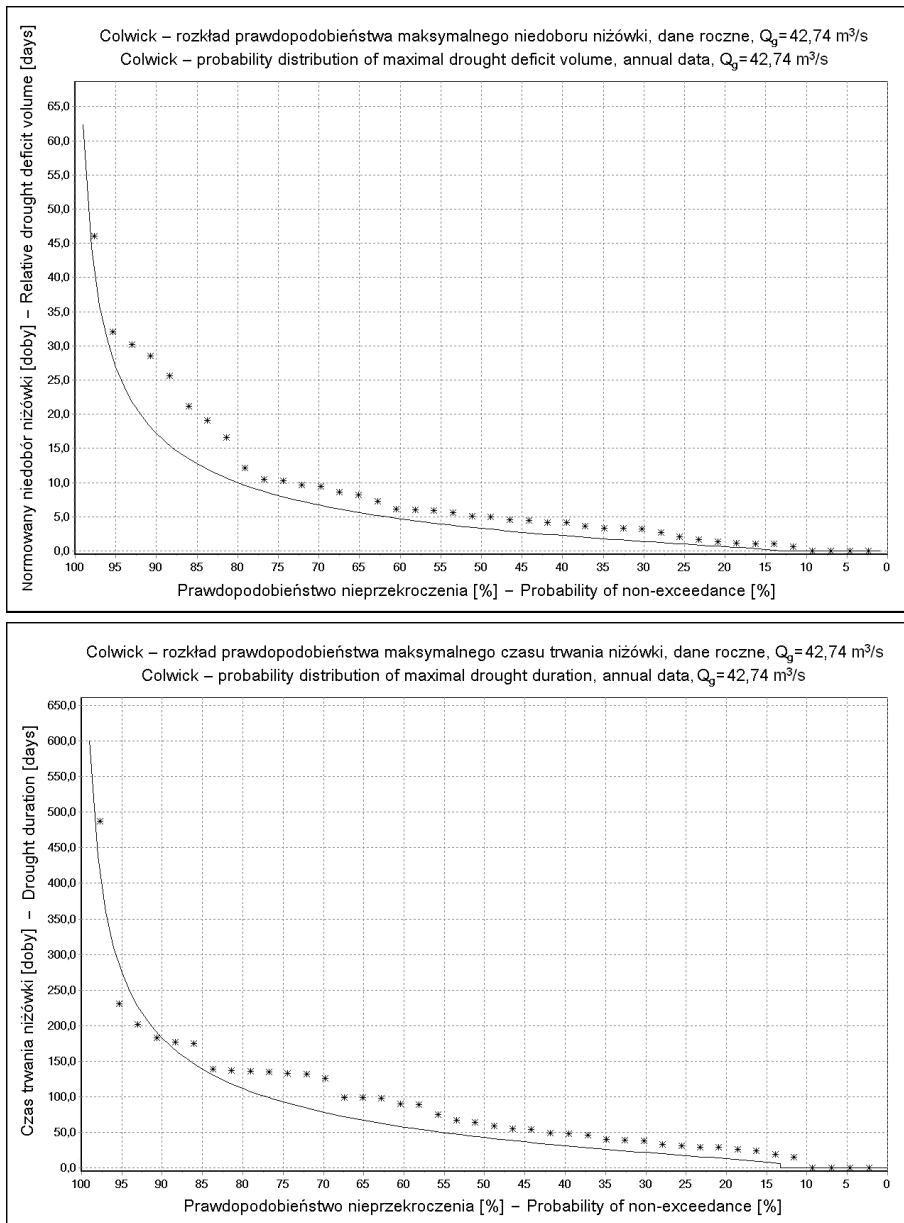 Colwick – rozkład prawdopodobieństwa maksymalnego niedoboru niżówki, dane roczne, Qg=42,74 m³/s
Colwick – probability distribution of maximal drought deficit volume, annual data, Qg=42,74 m³/s
Normowany niedobór niżówki [doby] – Relative drought deficit volume [days]
65,0
60,0
55,0
50,0
45,0
40,0
35,0
30,0
25,0
20,0
15,0
10,0
5,0
0,0
100 95 90 85 80 75 70 65 60 55 50 45 40 35 30 25 20 15 10 5 0
Prawdopodobieństwo nieprzekroczenia [%] – Probability of non-exceedance [%]
Colwick – rozkład prawdopodobieństwa maksymalnego czasu trwania niżówki, dane roczne, Qg=42,74 m³/s
Colwick – probability distribution of maximal drought duration, annual data, Qg=42,74 m³/s
Czas trwania niżówki [doby] – Drought duration [days]
650,0
600,0
550,0
500,0
450,0
400,0
350,0
300,0
250,0
200,0
150,0
100,0
50,0
0,0
100 95 90 85 80 75 70 65 60 55 50 45 40 35 30 25 20 15 10 5 0
Prawdopodobieństwo nieprzekroczenia [%] – Probability of non-exceedance [%]